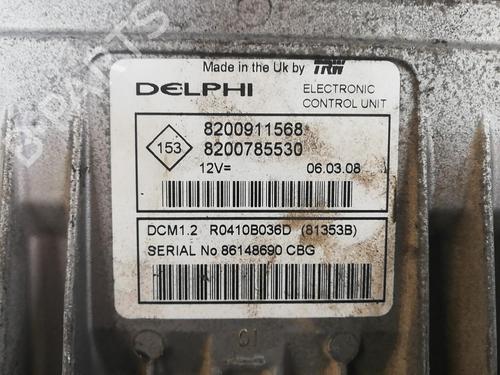 Made in the Uk by TRW
DELPHI ELECTRONIC
CONTROL UNIT
153
8200911568
8200785530
12V= 06.03.08
DCM1.2 R0410B036D (81353B)
SERIAL No 86148690 CBG